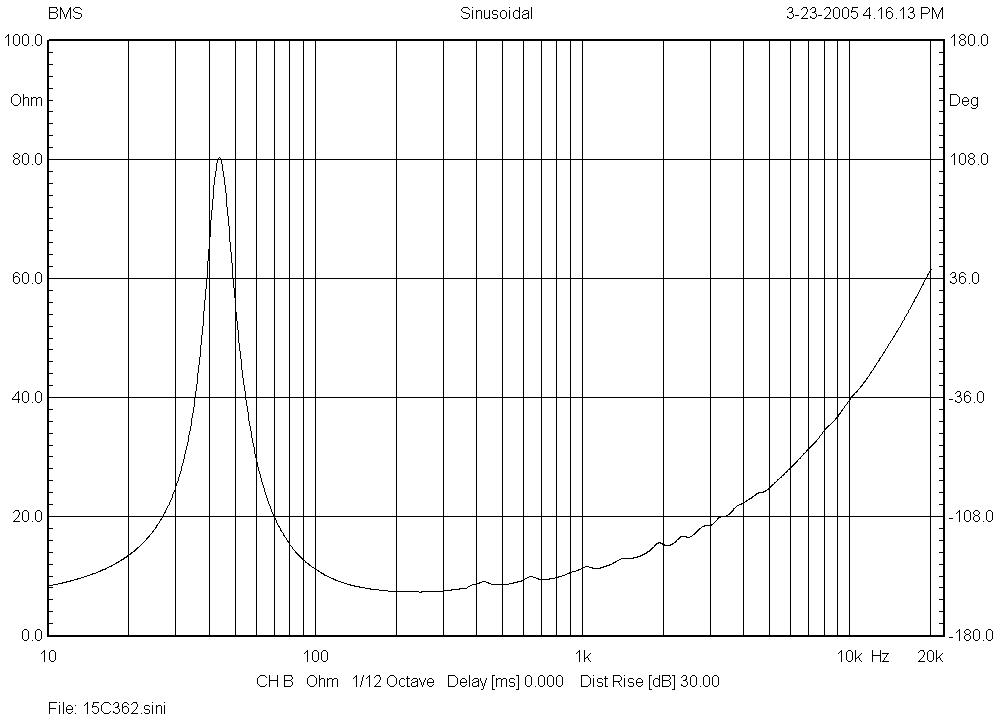 BMS Sinusoidal 3-23-2005 4.16.13 PM
100.0 180.0
Ohm Deg
80.0 108.0
60.0 36.0
40.0 -36.0
20.0 -108.0
0.0 -180.0
10 100 1k 10k Hz 20k
CH B Ohm 1/12 Octave Delay [ms] 0.000 Dist Rise [dB] 30.00
File: 15C362.sini